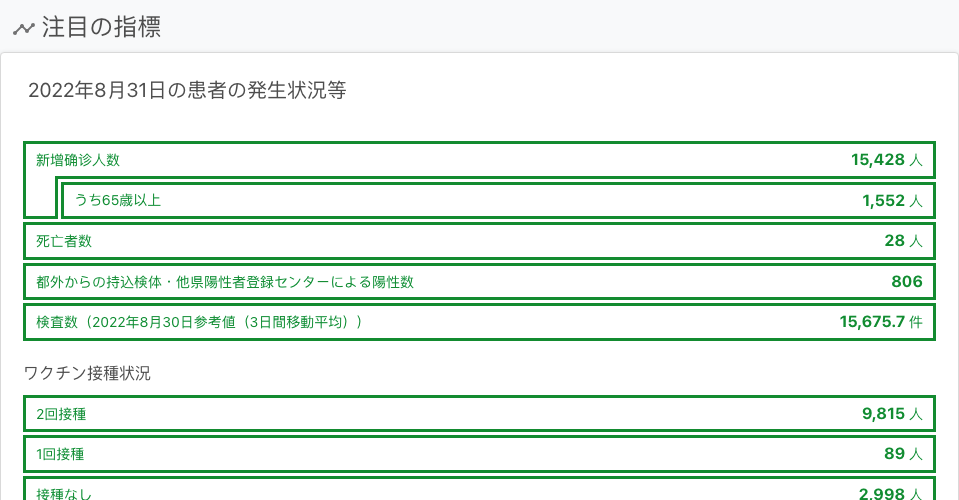 注目の指標
2022年8月31日の患者の発生状況等
新增确诊人数 15,428 人
うち65歳以上 1,552 人
死亡者数 28 人
都外からの持込検体・他県陽性者登録センターによる陽性数 806
検査数（2022年8月30日参考値（3日間移動平均）） 15,675.7 件
ワクチン接種状況
2回接種 9,815 人
1回接種 89 人
接種なし 2,998 人